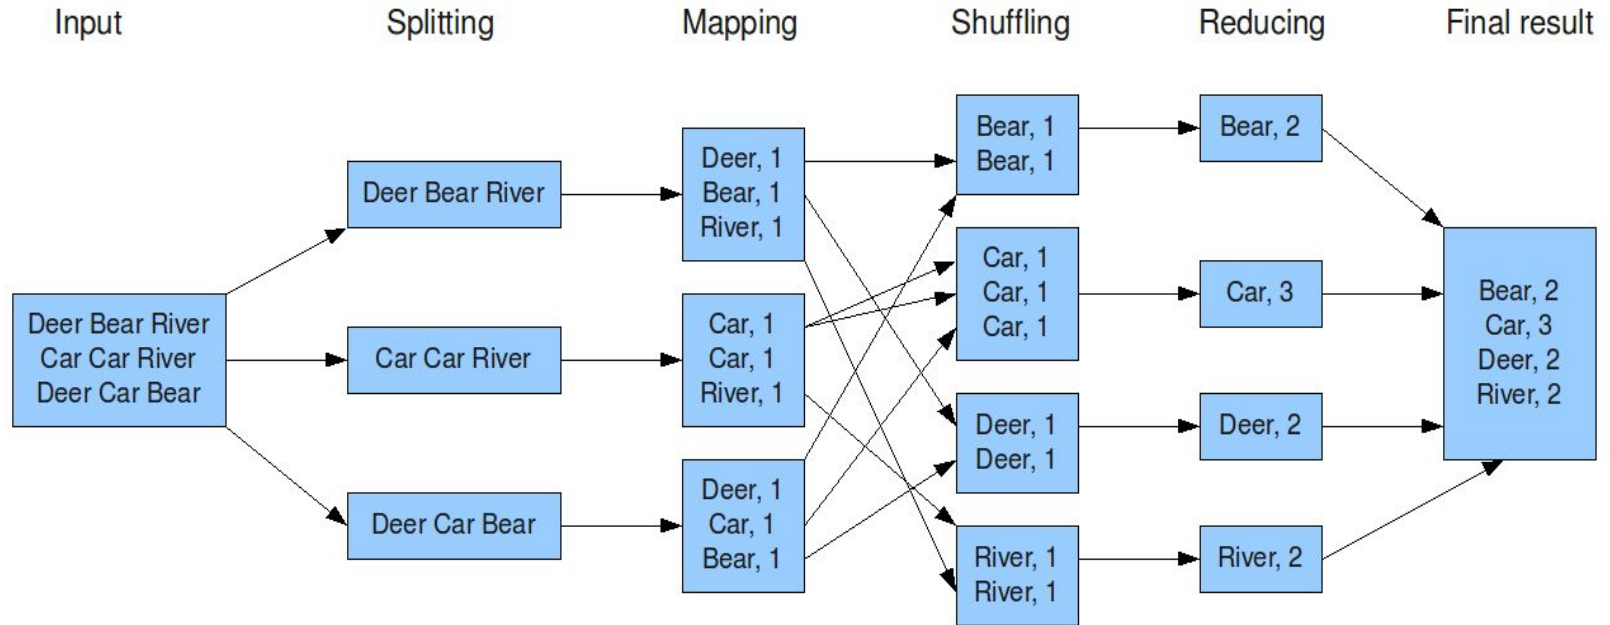 Input
Splitting
Mapping
Shuffling
Reducing
Final result
Deer Bear River
Car Car River
Deer Car Bear
Deer Bear River
Car Car River
Deer Car Bear
Deer, 1
Bear, 1
River, 1
Car, 1
Car, 1
River, 1
Deer, 1
Car, 1
Bear, 1
Bear, 1
Bear, 1
Car, 1
Car, 1
Car, 1
Deer, 1
Deer, 1
River, 1
River, 1
Bear, 2
Car, 3
Deer, 2
River, 2
Bear, 2
Car, 3
Deer, 2
River, 2